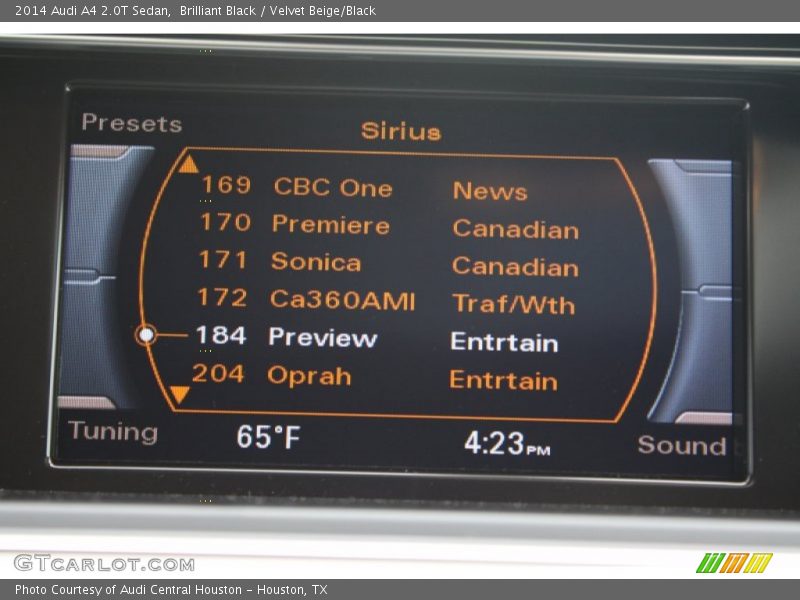 2014 Audi A4 2.0T Sedan,  Brilliant Black / Velvet Beige/Black
Presets
Sirius
169 CBC One News
170 Premiere Canadian
171 Sonica Canadian
172 Ca360AMI Traf/Wth
184 Preview Entrtain
204 Oprah Entrtain
Tuning
65°F
4:23PM
Sound
GTCARLOT.COM
Photo Courtesy of Audi Central Houston - Houston, TX